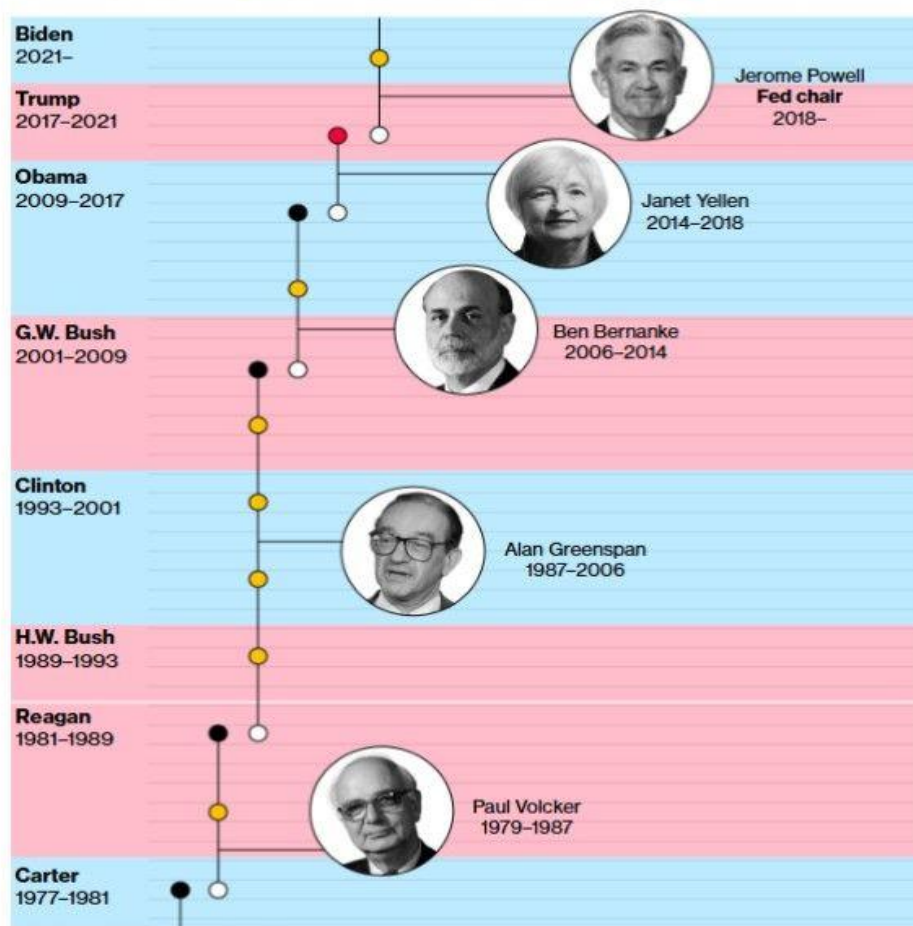 Biden
2021–
Jerome Powell
Fed chair
2018–
Trump
2017–2021
Obama
2009–2017
Janet Yellen
2014–2018
G.W. Bush
2001–2009
Ben Bernanke
2006–2014
Clinton
1993–2001
Alan Greenspan
1987–2006
H.W. Bush
1989–1993
Reagan
1981–1989
Paul Volcker
1979–1987
Carter
1977–1981